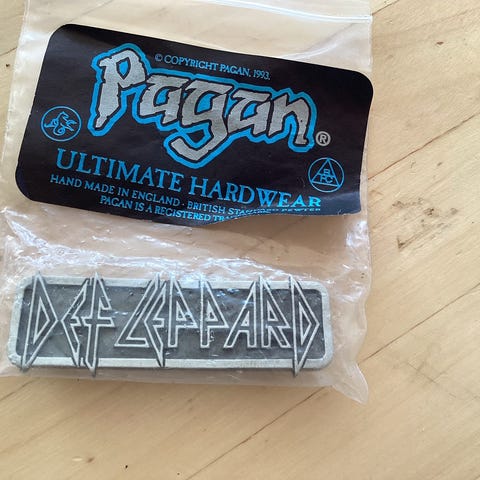 © COPYRIGHT PAGAN, 1993.
Pagan®
ULTIMATE HARDWEAR
HAND MADE IN ENGLAND · BRITISH STANDARD PEWTER
PAGAN IS A REGISTERED
DEF LEPPARD